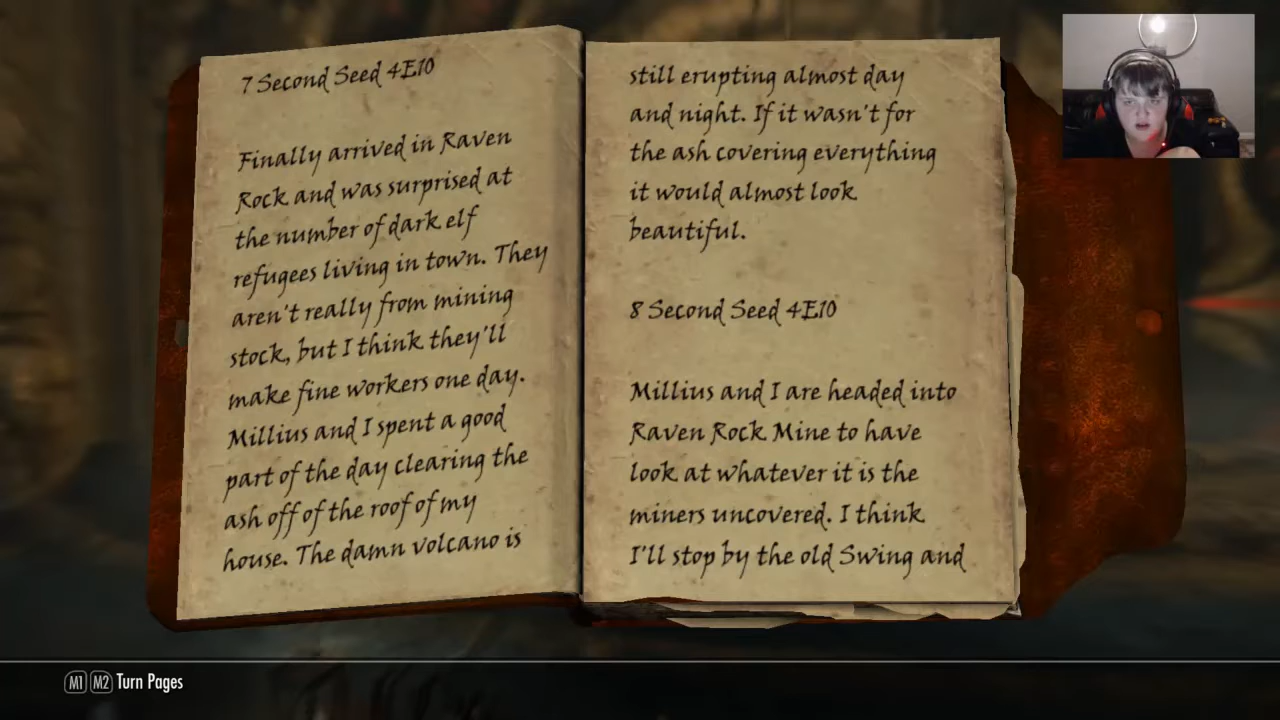 7 Second Seed 4E10
Finally arrived in Raven
Rock and was surprised at
the number of dark elf
refugees living in town. They
aren't really from mining
stock, but I think they'll
make fine workers one day.
Millius and I spent a good
part of the day clearing the
ash off of the roof of my
house. The damn volcano is
still erupting almost day
and night. If it wasn't for
the ash covering everything
it would almost look
beautiful.
8 Second Seed 4E10
Millius and I are headed into
Raven Rock Mine to have
look at whatever it is the
miners uncovered. I think
I'll stop by the old Swing and
M1 M2 Turn Pages